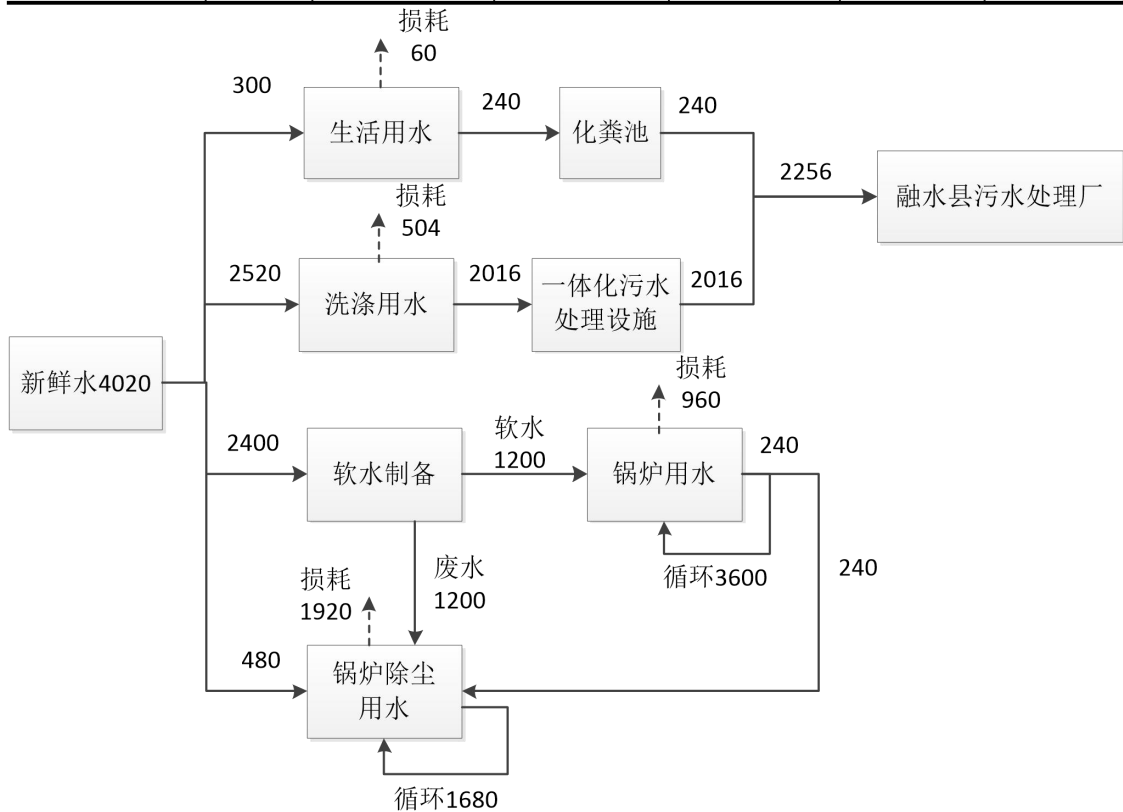 损耗
60
300
生活用水
240
化粪池
240
2256
融水县污水处理厂
损耗
504
2520
洗涤用水
2016
一体化污水
处理设施
2016
新鲜水4020
损耗
960
2400
软水制备
软水
1200
锅炉用水
240
循环3600
240
废水
1200
损耗
1920
480
锅炉除尘
用水
循环1680